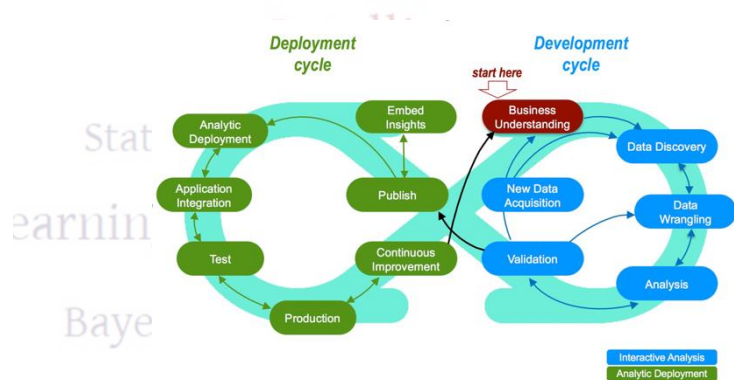 Deployment
cycle
Development
cycle
start here
Business
Understanding
Embed
Insights
Analytic
Deployment
Data Discovery
Application
Integration
Publish
New Data
Acquisition
Data
Wrangling
Test
Continuous
Improvement
Validation
Analysis
Production
Interactive Analysis
Analytic Deployment
Stat
earnin
Baye